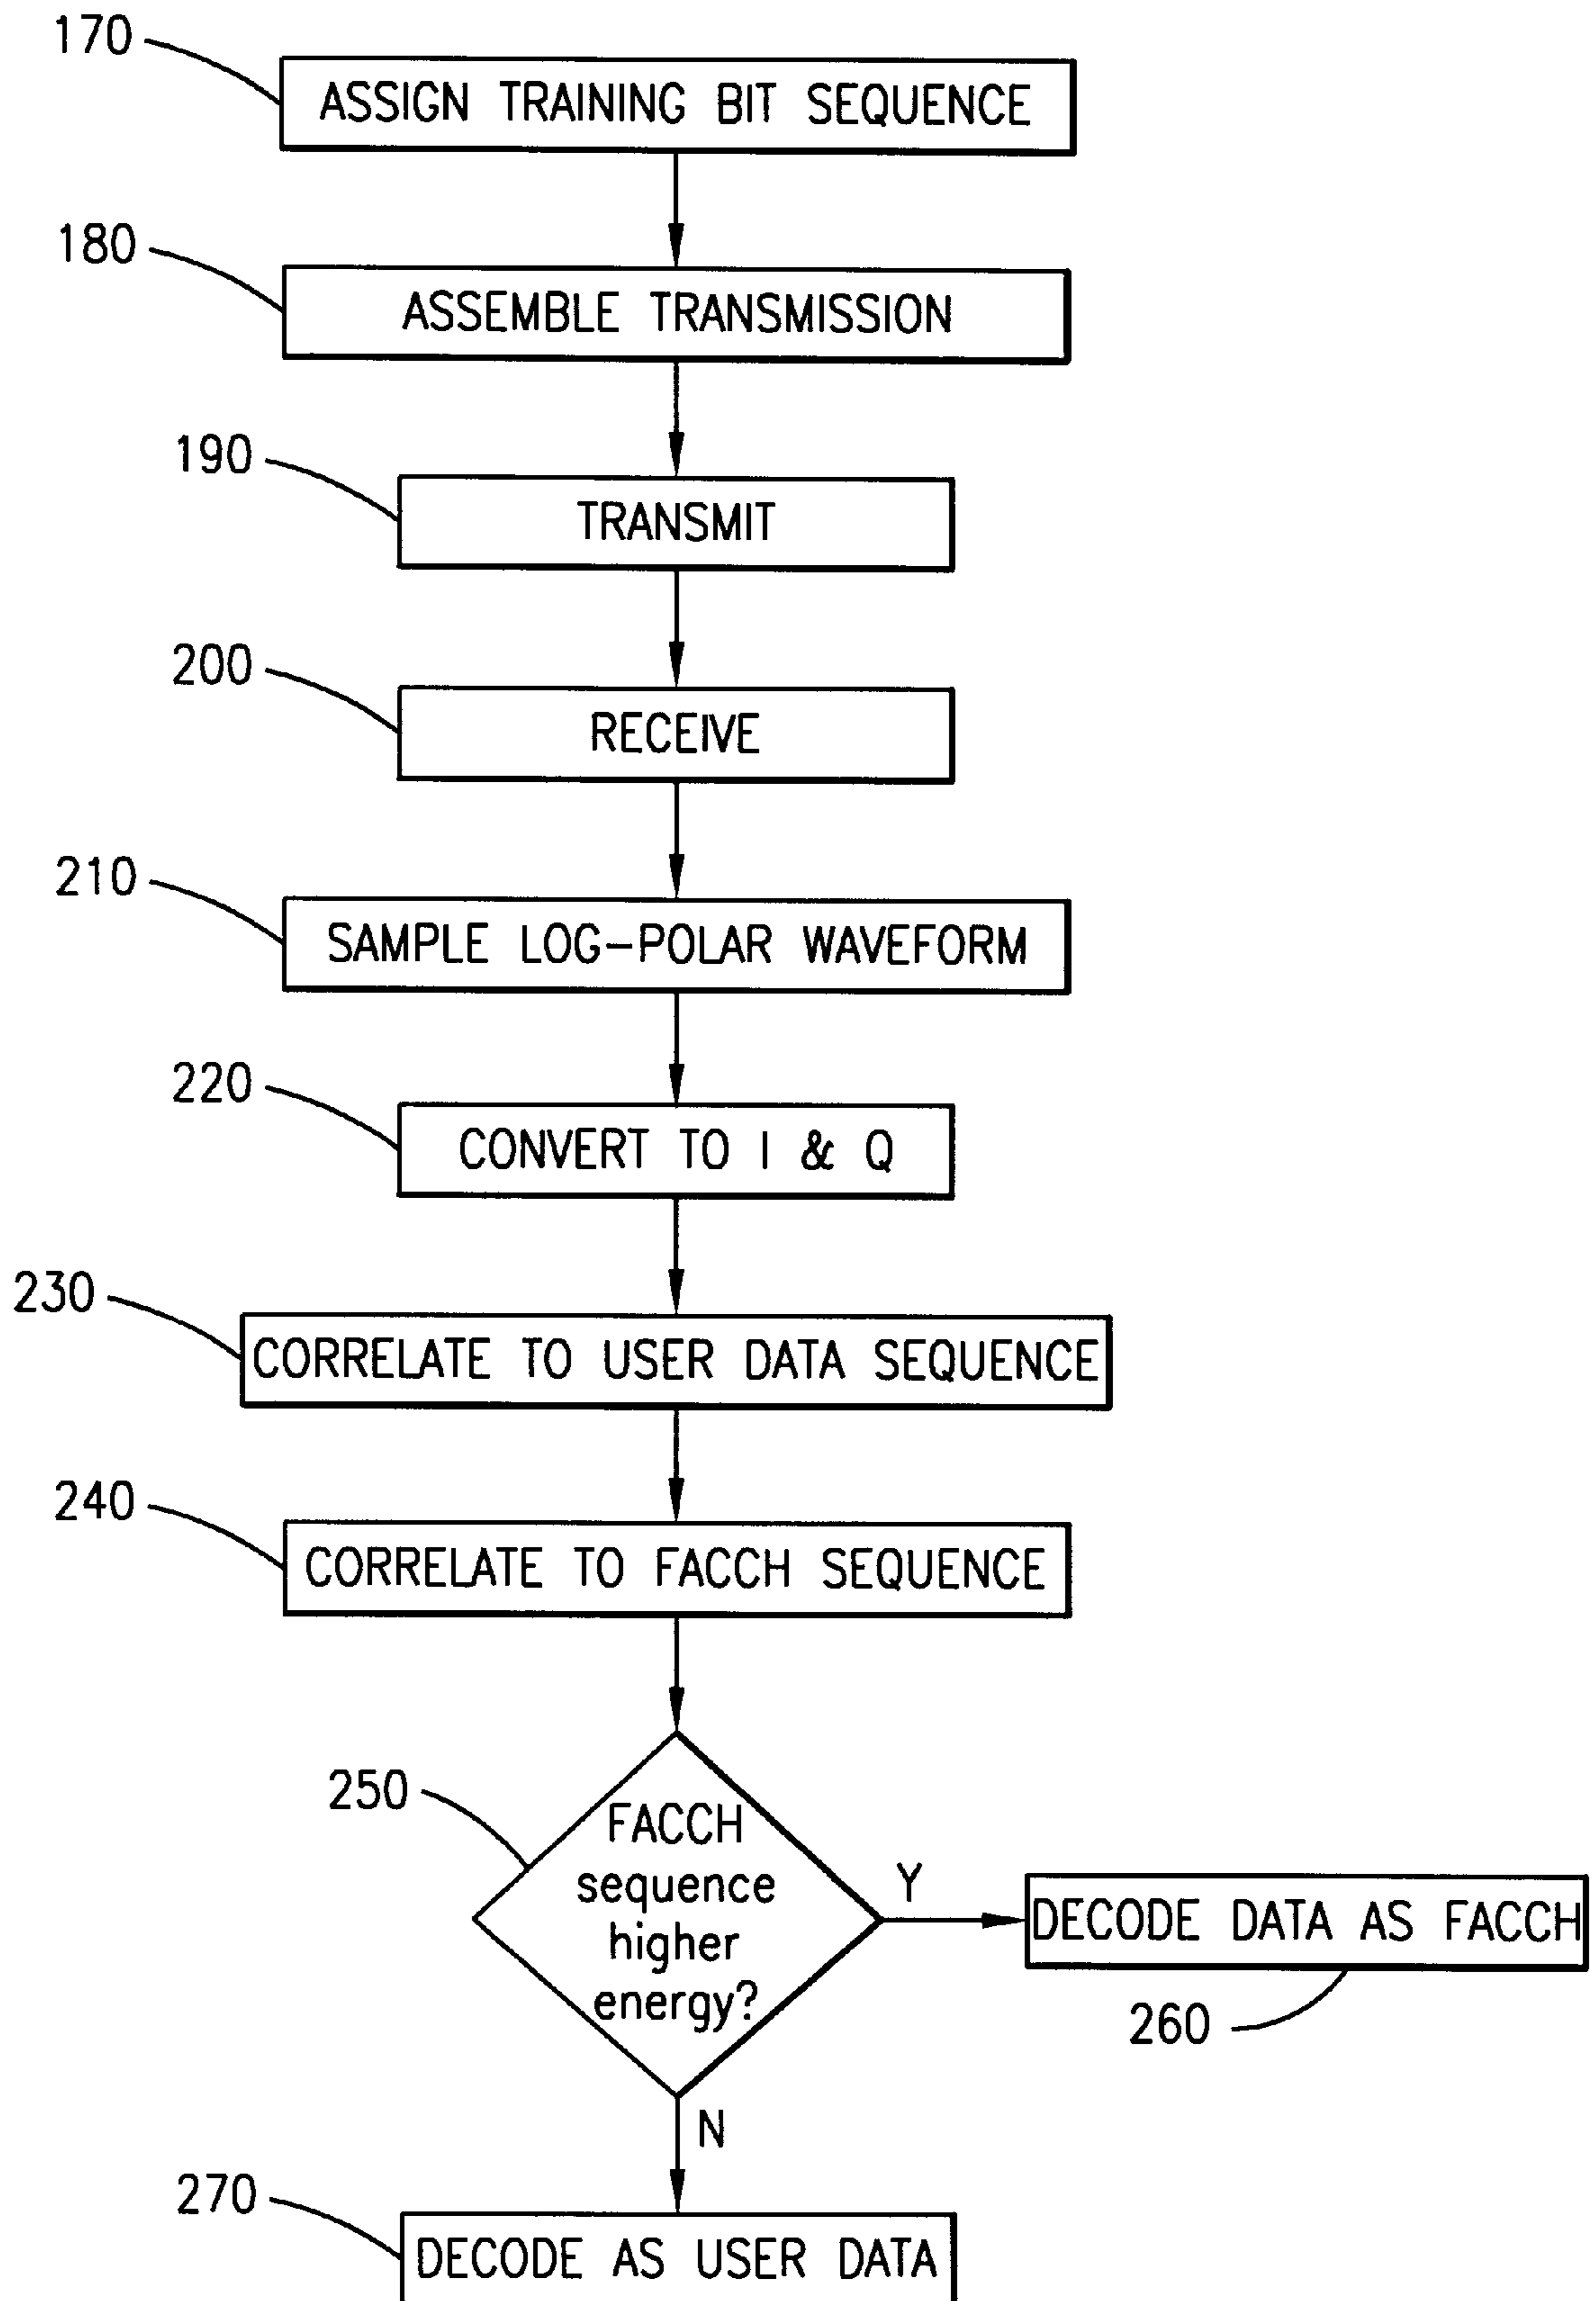 170
ASSIGN TRAINING BIT SEQUENCE
180
ASSEMBLE TRANSMISSION
190
TRANSMIT
200
RECEIVE
210
SAMPLE LOG-POLAR WAVEFORM
220
CONVERT TO I & Q
230
CORRELATE TO USER DATA SEQUENCE
240
CORRELATE TO FACCH SEQUENCE
250
FACCH
sequence
higher
energy?
Y
DECODE DATA AS FACCH
260
N
270
DECODE AS USER DATA